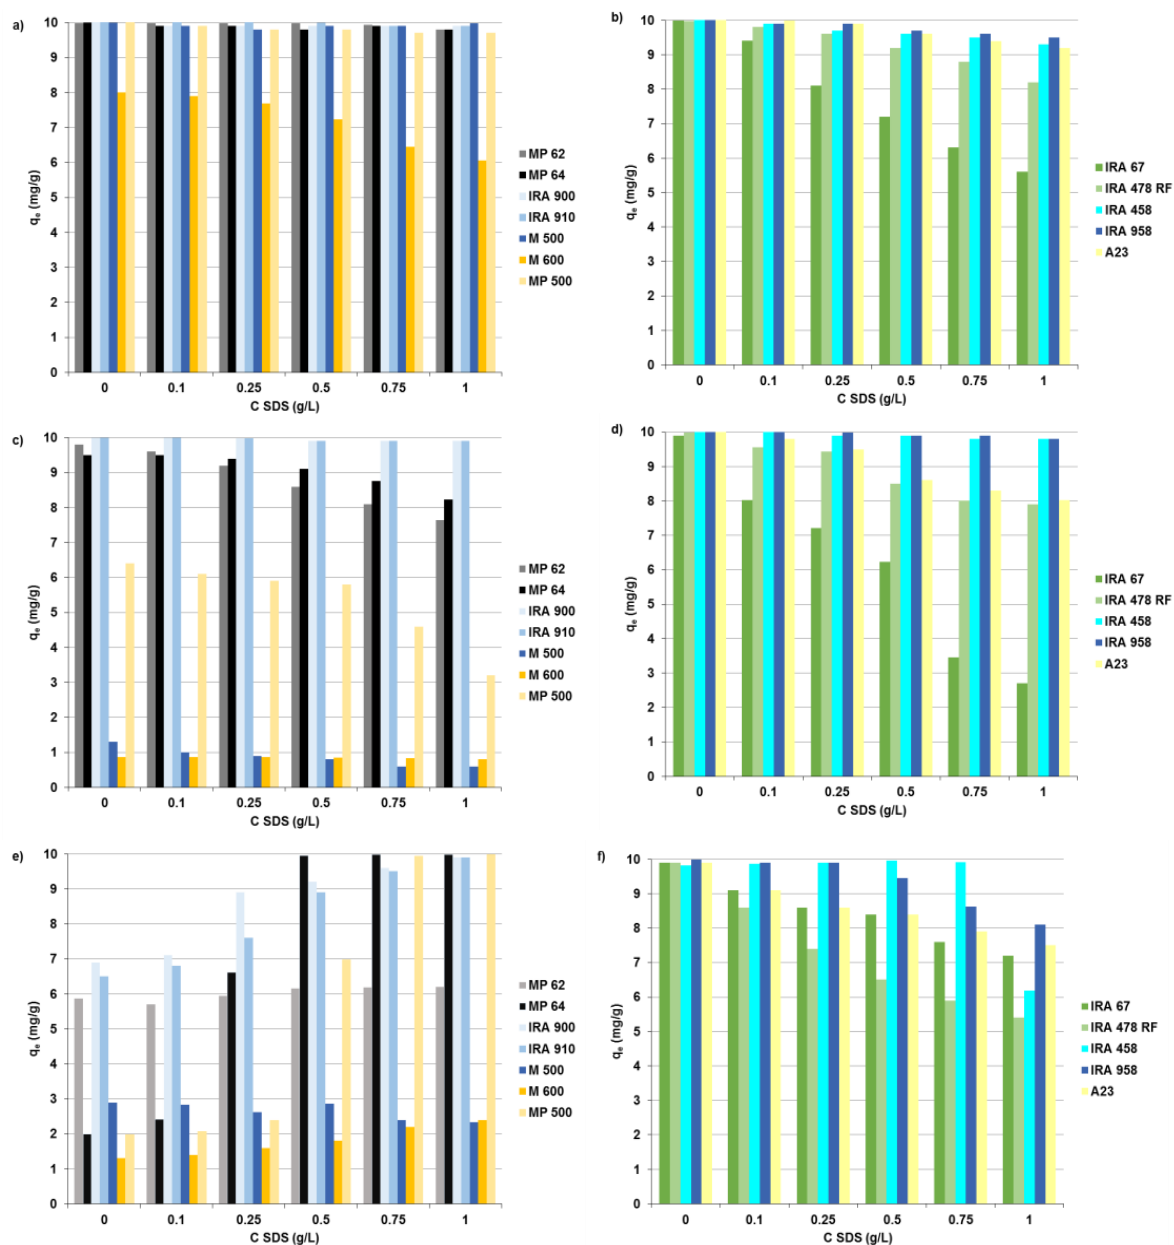 a)
10
9
8
7
6
5
4
3
2
1
0
qe (mg/g)
0 0.1 0.25 0.5 0.75 1
C SDS (g/L)
MP 62
MP 64
IRA 900
IRA 910
M 500
M 600
MP 500
b)
10
9
8
7
6
5
4
3
2
1
0
qe (mg/g)
0 0.1 0.25 0.5 0.75 1
C SDS (g/L)
IRA 67
IRA 478 RF
IRA 458
IRA 958
A23
c)
10
9
8
7
6
5
4
3
2
1
0
qe (mg/g)
0 0.1 0.25 0.5 0.75 1
C SDS (g/L)
MP 62
MP 64
IRA 900
IRA 910
M 500
M 600
MP 500
d)
10
9
8
7
6
5
4
3
2
1
0
qe (mg/g)
0 0.1 0.25 0.5 0.75 1
C SDS (g/L)
IRA 67
IRA 478 RF
IRA 458
IRA 958
A23
e)
10
9
8
7
6
5
4
3
2
1
0
qe (mg/g)
0 0.1 0.25 0.5 0.75 1
C SDS (g/L)
MP 62
MP 64
IRA 900
IRA 910
M 500
M 600
MP 500
f)
10
9
8
7
6
5
4
3
2
1
0
qe (mg/g)
0 0.1 0.25 0.5 0.75 1
C SDS (g/L)
IRA 67
IRA 478 RF
IRA 458
IRA 958
A23